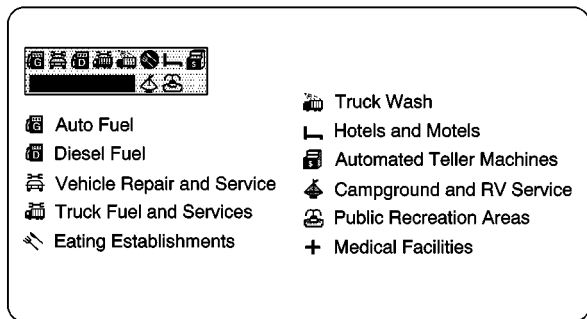 Auto Fuel
Diesel Fuel
Vehicle Repair and Service
Truck Fuel and Services
Eating Establishments
Truck Wash
Hotels and Motels
Automated Teller Machines
Campground and RV Service
Public Recreation Areas
Medical Facilities